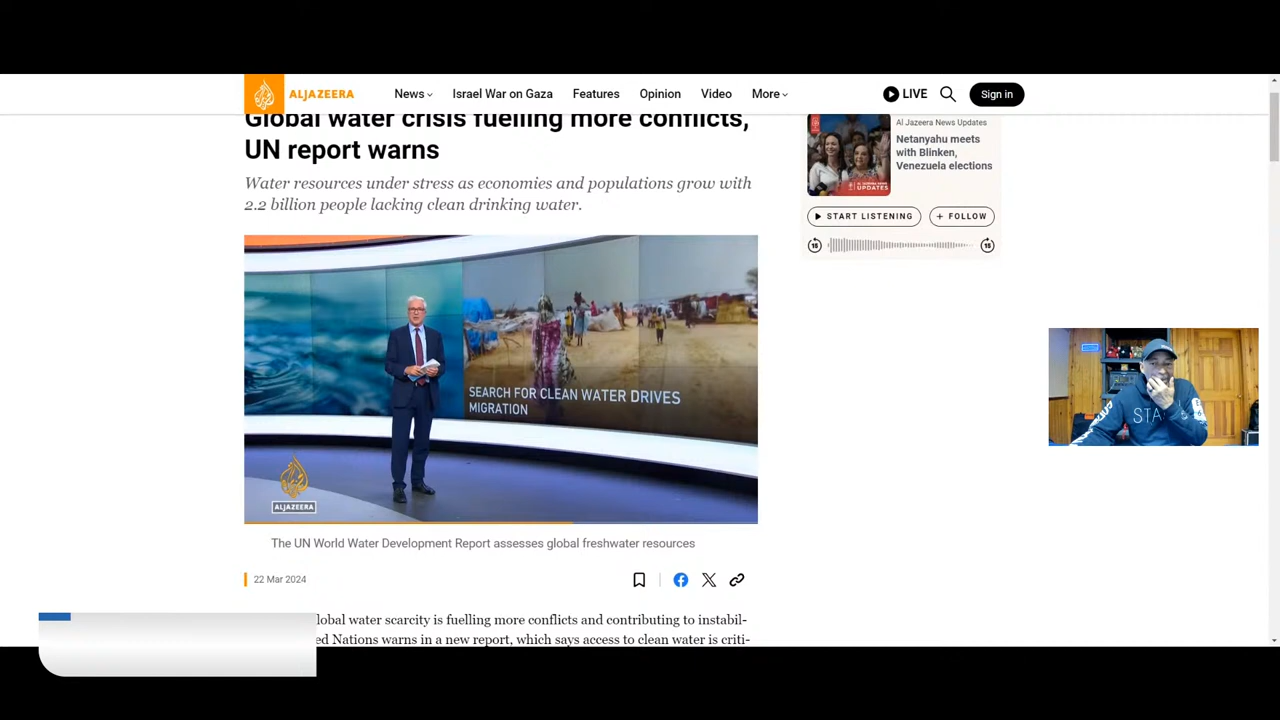 ALJAZEERA
News
Israel War on Gaza
Features
Opinion
Video
More
LIVE
Sign in
Global water crisis fuelling more conflicts,
UN report warns
Water resources under stress as economies and populations grow with
2.2 billion people lacking clean drinking water.
SEARCH FOR CLEAN WATER DRIVES
MIGRATION
ALJAZEERA
The UN World Water Development Report assesses global freshwater resources
22 Mar 2024
lobal water scarcity is fuelling more conflicts and contributing to instabil-
ed Nations warns in a new report, which says access to clean water is criti-
UPDATES
Al Jazeera News Updates
Netanyahu meets
with Blinken,
Venezuela elections
START LISTENING
+ FOLLOW
15
15
STA